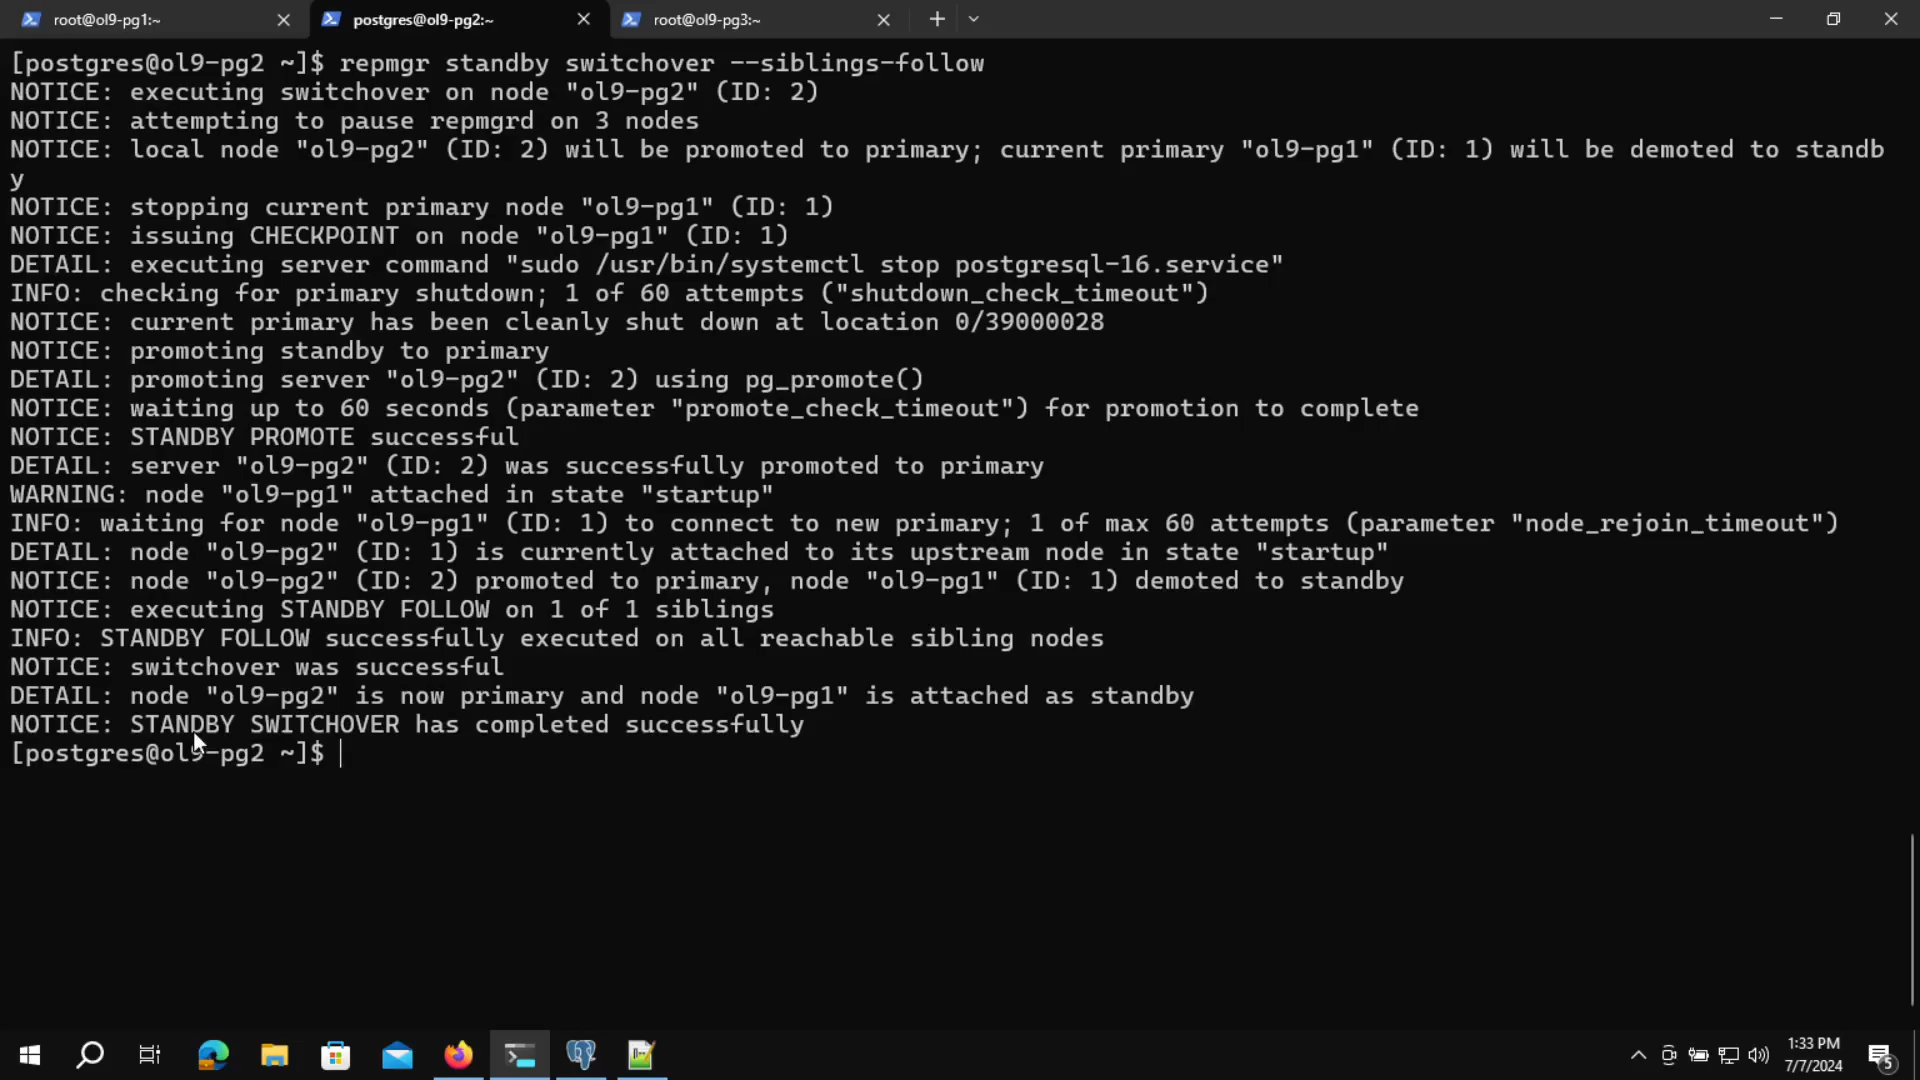 root@ol9-pg1:~
postgres@ol9-pg2:~
root@ol9-pg3:~
[postgres@ol9-pg2 ~]$ repmgr standby switchover --siblings-follow
NOTICE: executing switchover on node "ol9-pg2" (ID: 2)
NOTICE: attempting to pause repmgrd on 3 nodes
NOTICE: local node "ol9-pg2" (ID: 2) will be promoted to primary; current primary "ol9-pg1" (ID: 1) will be demoted to standb
y
NOTICE: stopping current primary node "ol9-pg1" (ID: 1)
NOTICE: issuing CHECKPOINT on node "ol9-pg1" (ID: 1)
DETAIL: executing server command "sudo /usr/bin/systemctl stop postgresql-16.service"
INFO: checking for primary shutdown; 1 of 60 attempts ("shutdown_check_timeout")
NOTICE: current primary has been cleanly shut down at location 0/39000028
NOTICE: promoting standby to primary
DETAIL: promoting server "ol9-pg2" (ID: 2) using pg_promote()
NOTICE: waiting up to 60 seconds (parameter "promote_check_timeout") for promotion to complete
NOTICE: STANDBY PROMOTE successful
DETAIL: server "ol9-pg2" (ID: 2) was successfully promoted to primary
WARNING: node "ol9-pg1" attached in state "startup"
INFO: waiting for node "ol9-pg1" (ID: 1) to connect to new primary; 1 of max 60 attempts (parameter "node_rejoin_timeout")
DETAIL: node "ol9-pg2" (ID: 1) is currently attached to its upstream node in state "startup"
NOTICE: node "ol9-pg2" (ID: 2) promoted to primary, node "ol9-pg1" (ID: 1) demoted to standby
NOTICE: executing STANDBY FOLLOW on 1 of 1 siblings
INFO: STANDBY FOLLOW successfully executed on all reachable sibling nodes
NOTICE: switchover was successful
DETAIL: node "ol9-pg2" is now primary and node "ol9-pg1" is attached as standby
NOTICE: STANDBY SWITCHOVER has completed successfully
[postgres@ol9-pg2 ~]$
1:33 PM
7/7/2024
5